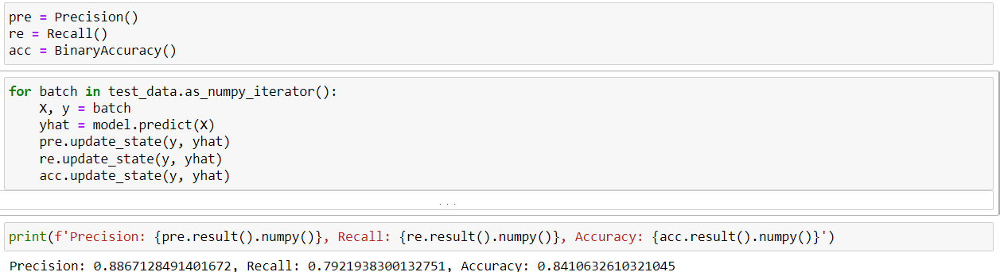 pre = Precision()
re = Recall()
acc = BinaryAccuracy()
for batch in test_data.as_numpy_iterator():
    X, y = batch
    yhat = model.predict(X)
    pre.update_state(y, yhat)
    re.update_state(y, yhat)
    acc.update_state(y, yhat)
...
print(f'Precision: {pre.result().numpy()}, Recall: {re.result().numpy()}, Accuracy: {acc.result().numpy()}')
Precision: 0.8867128491401672, Recall: 0.7921938300132751, Accuracy: 0.8410632610321045